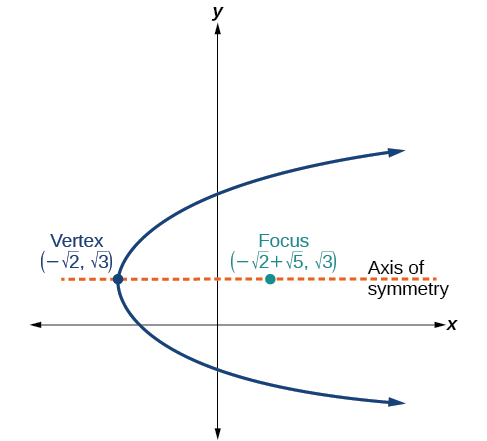 y
Vertex
(−√2, √3)
Focus
(−√2+√5, √3)
Axis of
symmetry
x